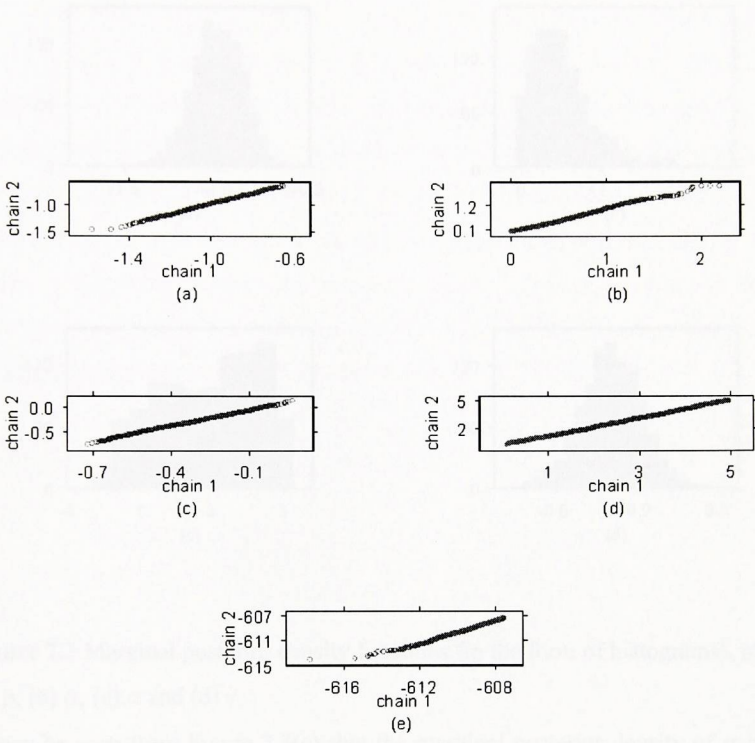 chain 2
-1.0
-1.5
-1.4
-1.0
-0.6
chain 1
(a)
chain 2
1.2
0.1
0
1
2
chain 1
(b)
chain 2
0.0
-0.5
-0.7
-0.4
-0.1
chain 1
(c)
chain 2
5
2
1
3
5
chain 1
(d)
chain 2
-607
-611
-615
-616
-612
-608
chain 1
(e)